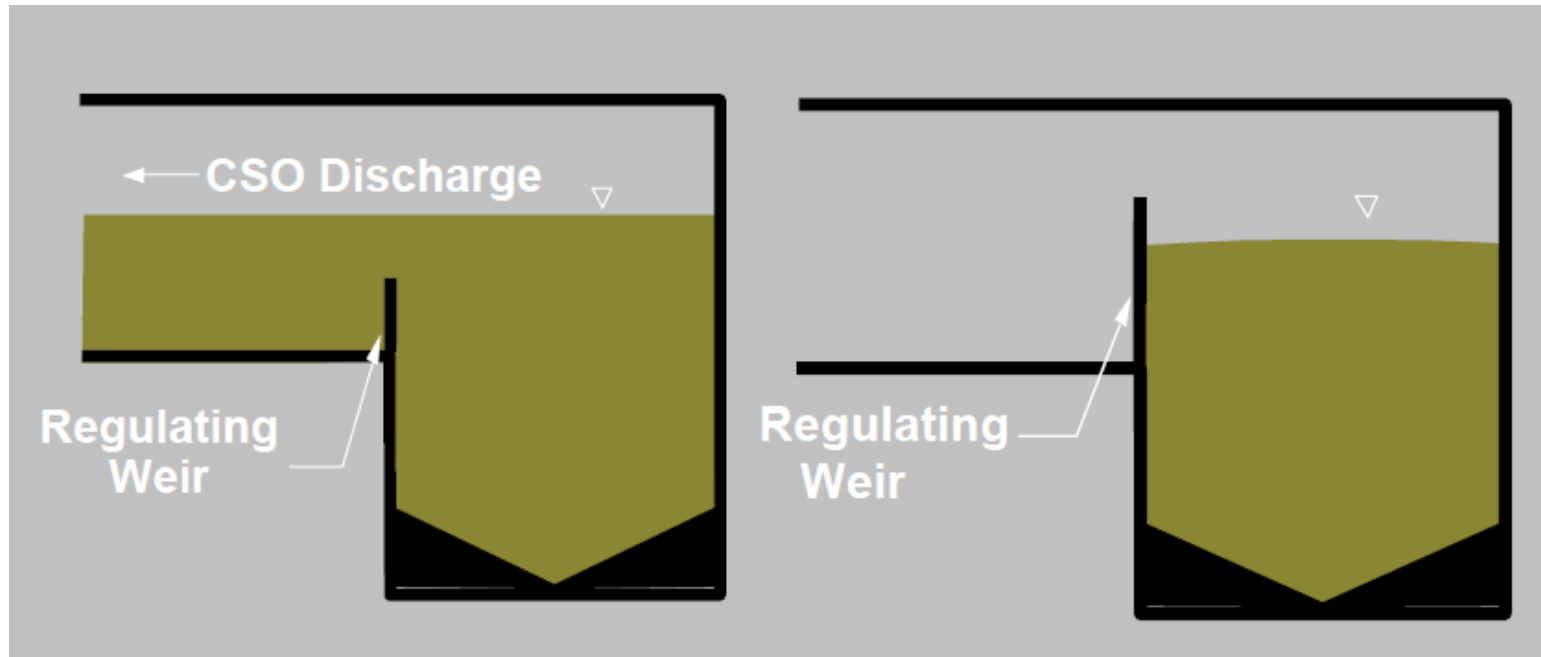 CSO Discharge
Regulating
Weir
Regulating
Weir